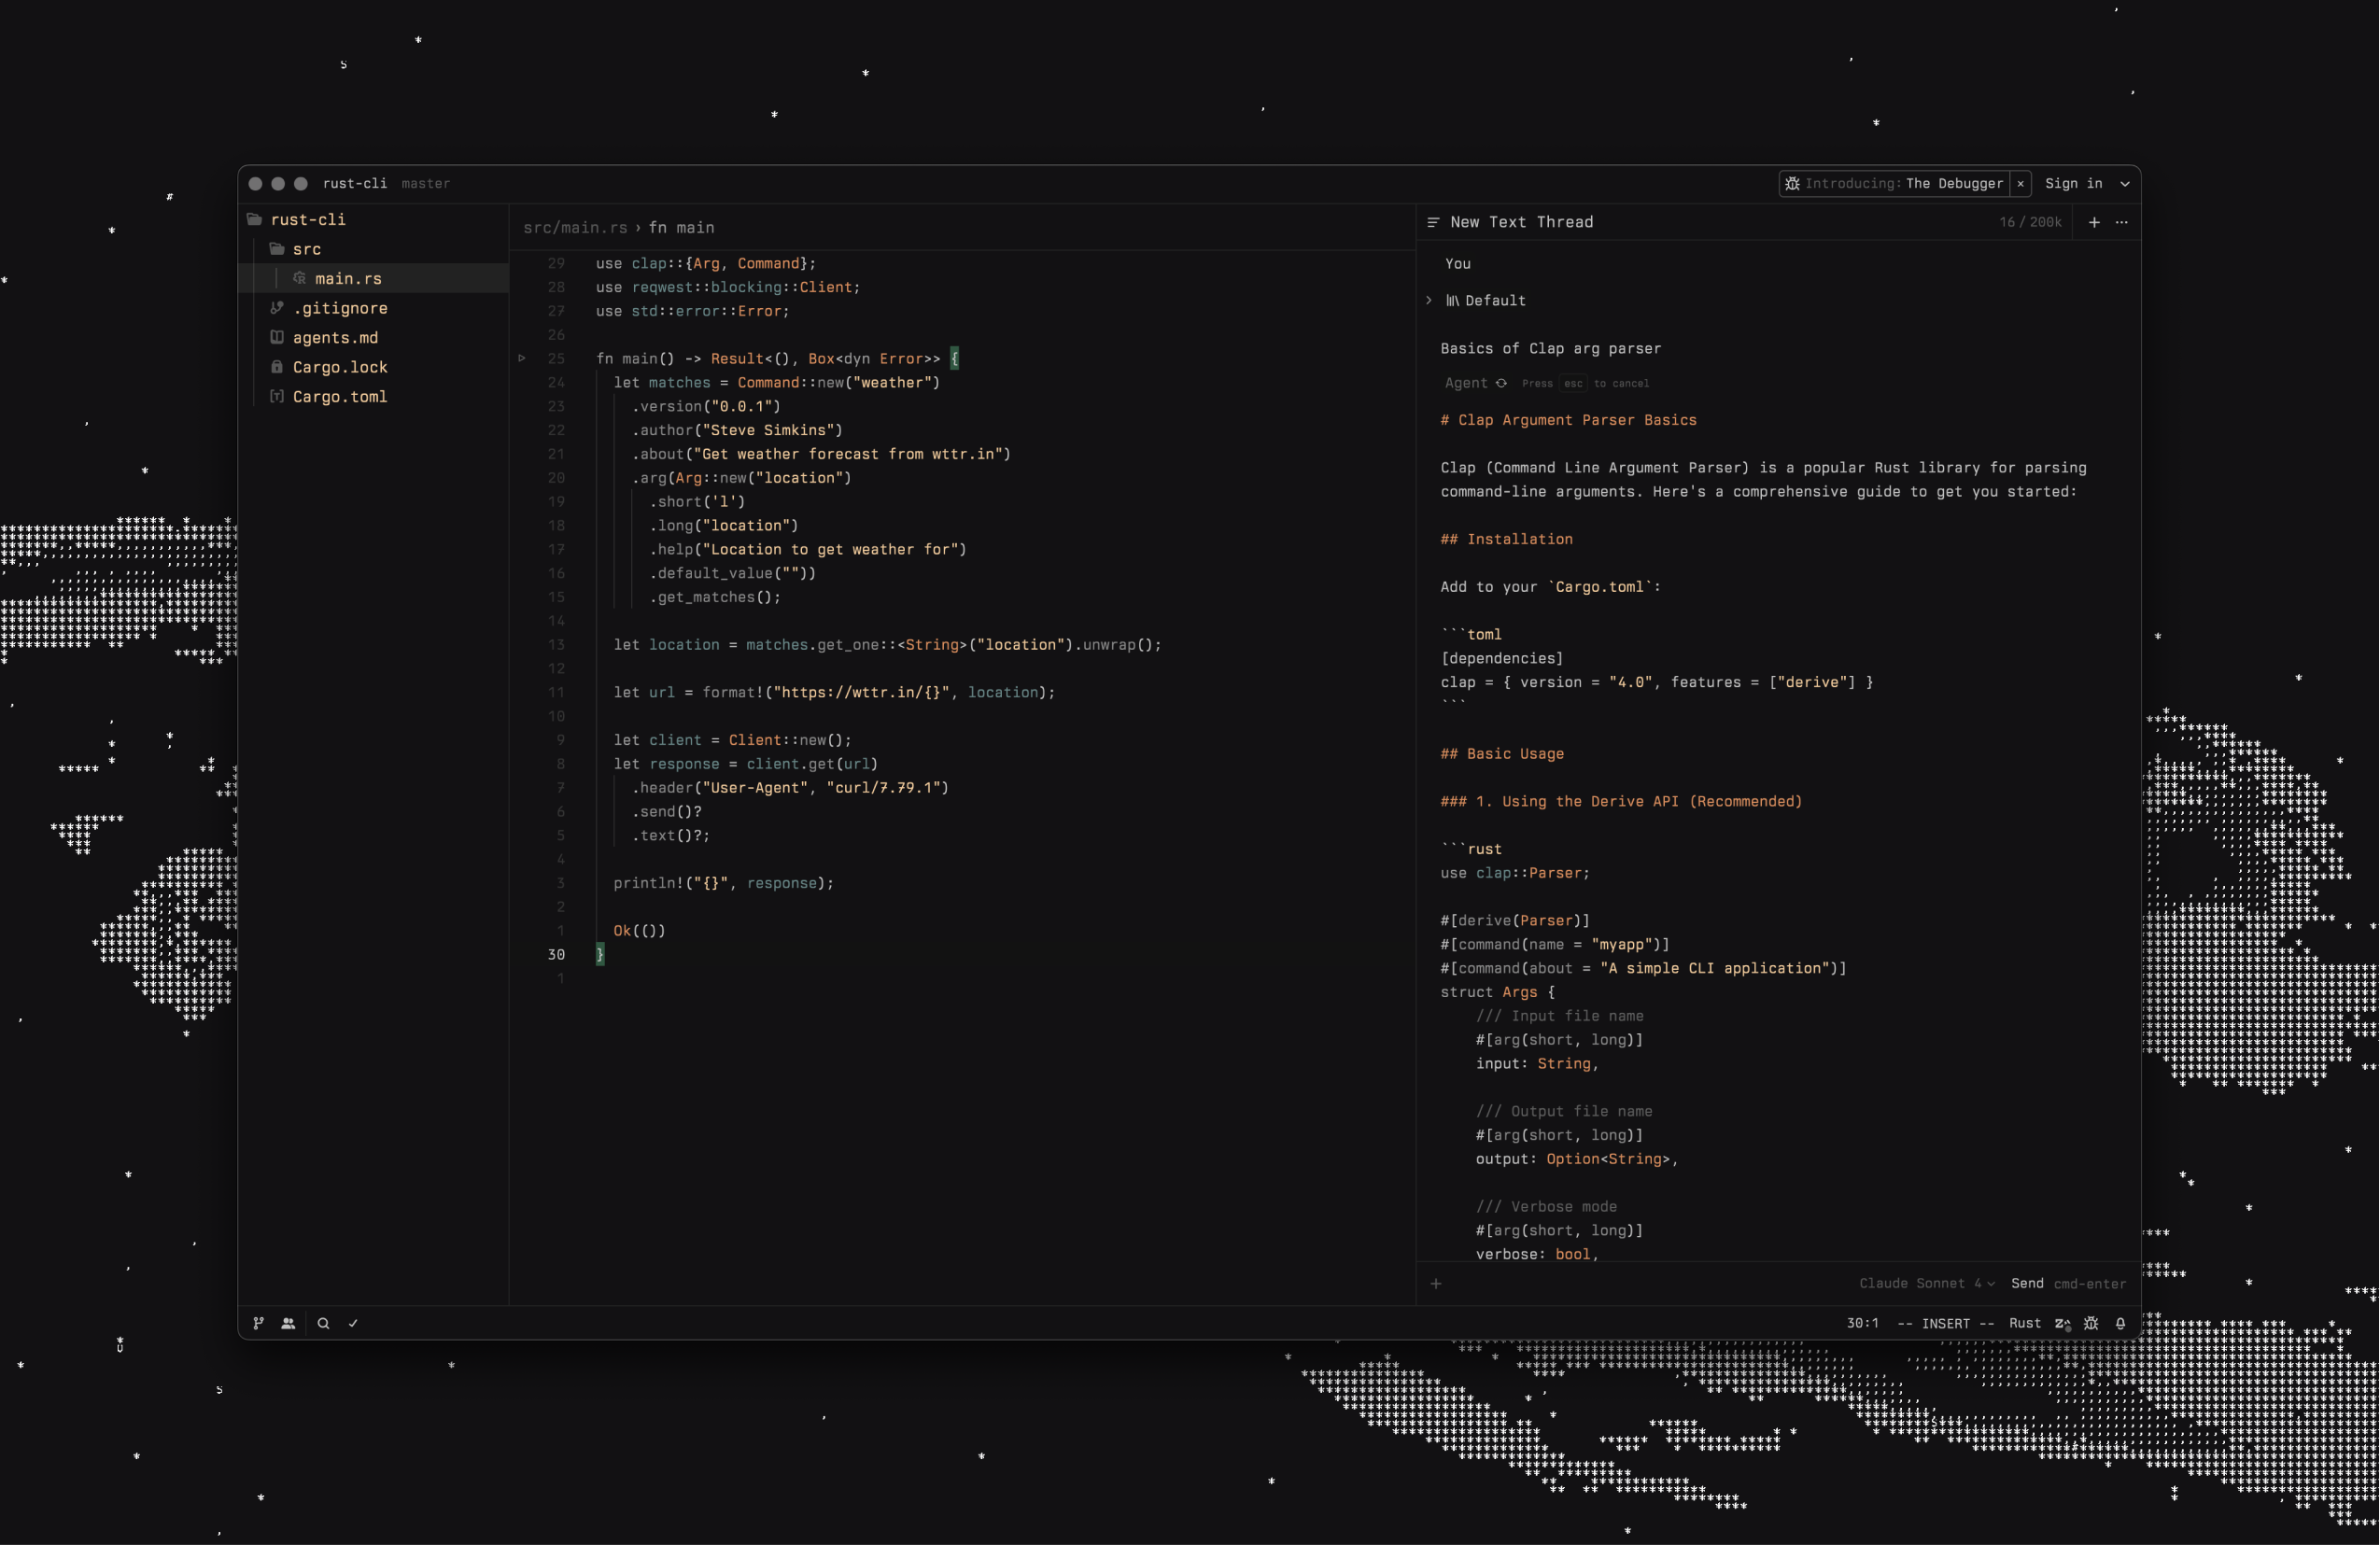 rust-cli master
Introducing: The Debugger × Sign in
rust-cli
src
main.rs
.gitignore
agents.md
Cargo.lock
Cargo.toml
src/main.rs › fn main
29 use clap::{Arg, Command};
28 use reqwest::blocking::Client;
27 use std::error::Error;
26
25 fn main() -> Result<(), Box<dyn Error>> {
24 let matches = Command::new("weather")
23 .version("0.0.1")
22 .author("Steve Simkins")
21 .about("Get weather forecast from wttr.in")
20 .arg(Arg::new("location")
19 .short('l')
18 .long("location")
17 .help("Location to get weather for")
16 .default_value(""))
15 .get_matches();
14
13 let location = matches.get_one::<String>("location").unwrap();
12
11 let url = format!("https://wttr.in/{}", location);
10
9 let client = Client::new();
8 let response = client.get(url)
7 .header("User-Agent", "curl/7.79.1")
6 .send()?
5 .text()?;
4
3 println!("{}", response);
2
1 Ok(())
30 }
1
New Text Thread 16 / 200k + ...
You
Default
Basics of Clap arg parser
Agent Press esc to cancel
# Clap Argument Parser Basics
Clap (Command Line Argument Parser) is a popular Rust library for parsing
command-line arguments. Here's a comprehensive guide to get you started:
## Installation
Add to your `Cargo.toml`:
```toml
[dependencies]
clap = { version = "4.0", features = ["derive"] }
```
## Basic Usage
### 1. Using the Derive API (Recommended)
```rust
use clap::Parser;
#[derive(Parser)]
#[command(name = "myapp")]
#[command(about = "A simple CLI application")]
struct Args {
/// Input file name
#[arg(short, long)]
input: String,
/// Output file name
#[arg(short, long)]
output: Option<String>,
/// Verbose mode
#[arg(short, long)]
verbose: bool,
+ Claude Sonnet 4 Send cmd-enter
30:1 -- INSERT -- Rust